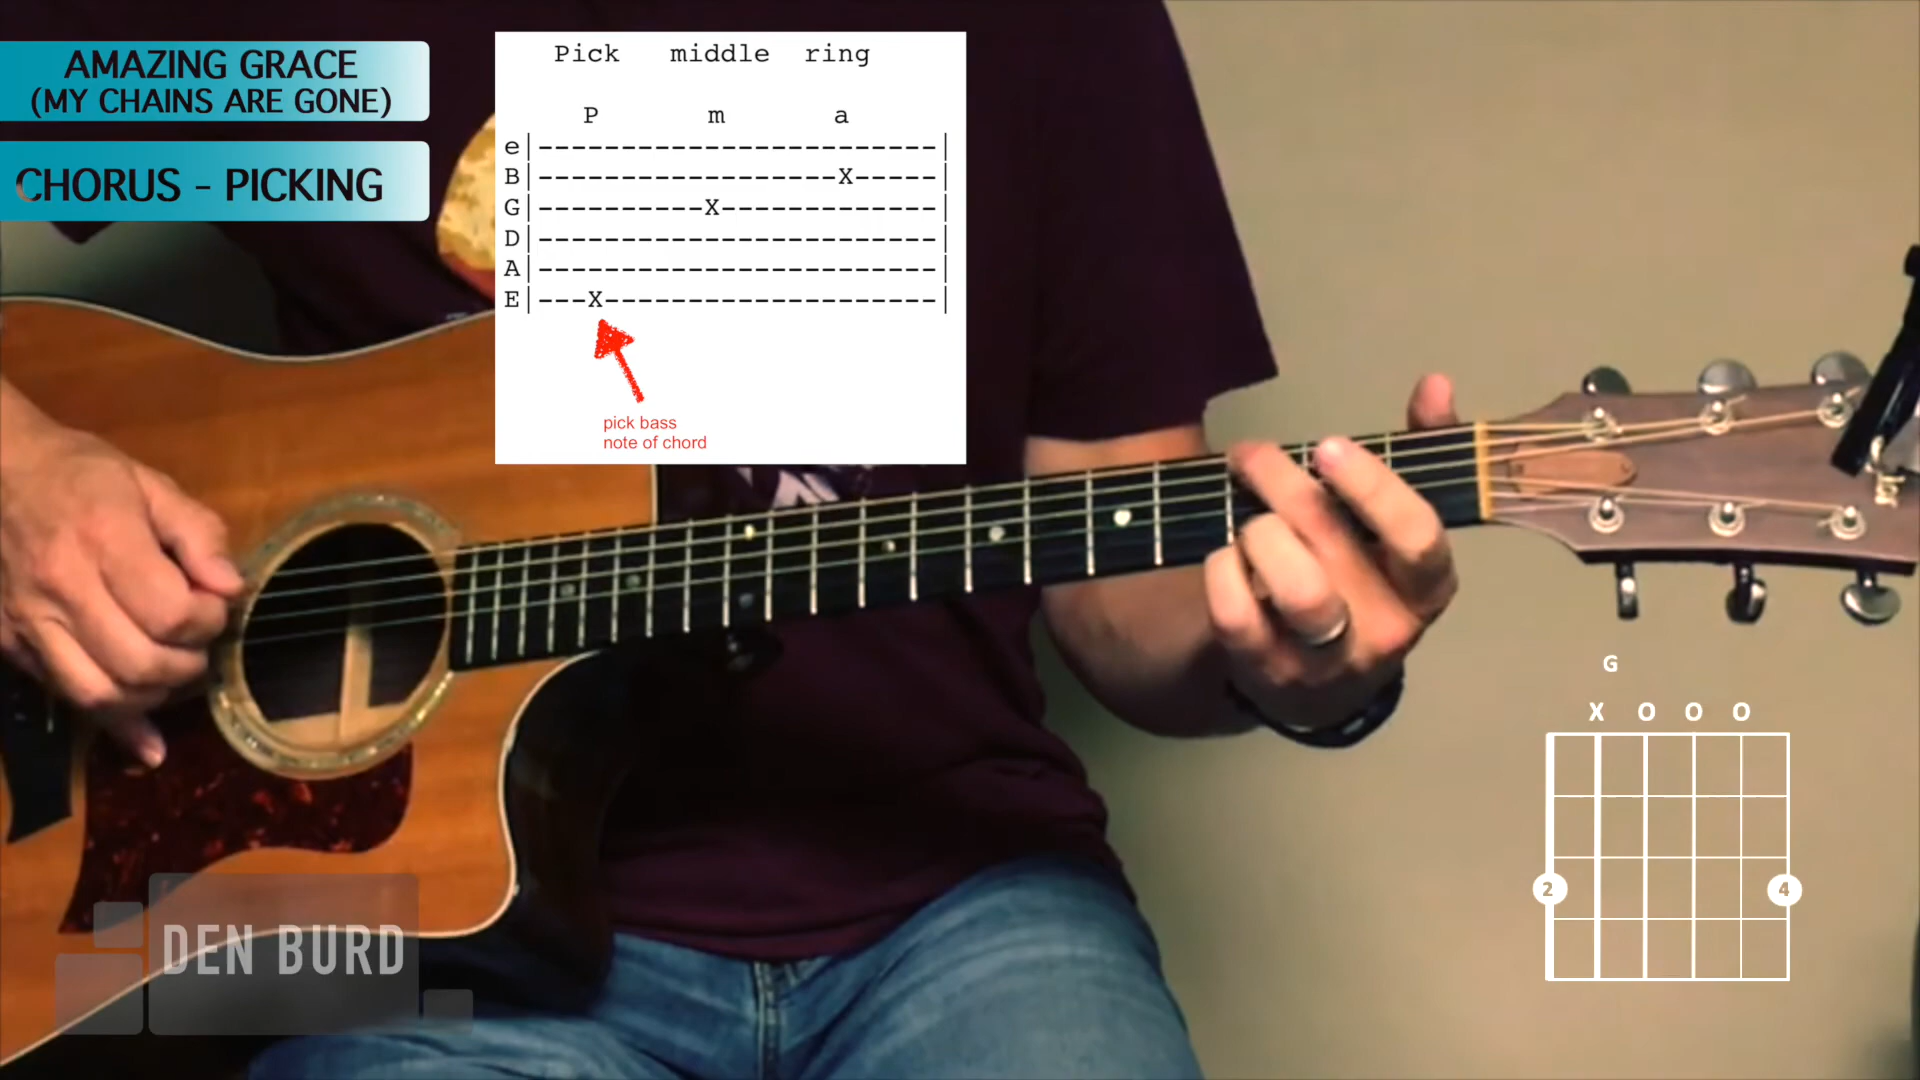 AMAZING GRACE
(MY CHAINS ARE GONE)
CHORUS - PICKING
Pick middle ring
P m a
e|------------------------|
B|------------------X-----|
G|----------X-------------|
D|------------------------|
A|------------------------|
E|---X--------------------|
pick bass
note of chord
G
X O O O
2 4
DEN BURD